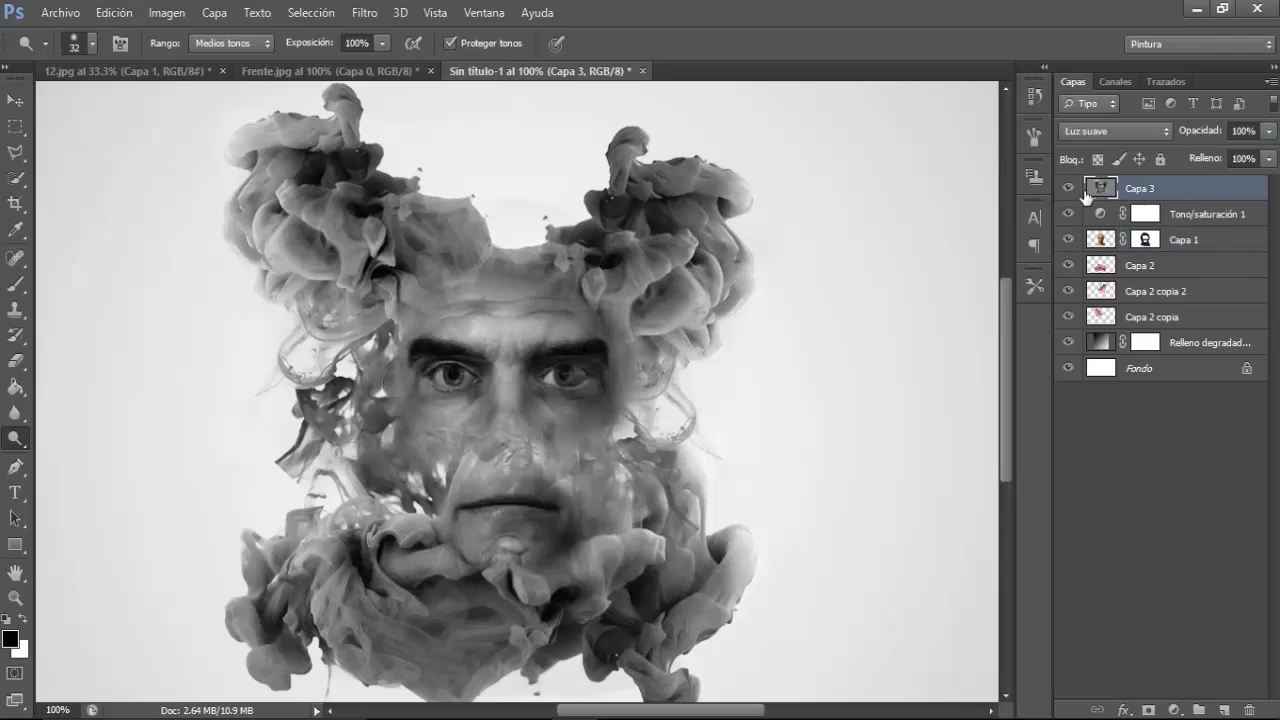 Ps Archivo Edición Imagen Capa Texto Selección Filtro 3D Vista Ventana Ayuda
32 Rango: Medios tonos Exposición: 100% Proteger tonos Pintura
12.jpg al 33.3% (Capa 1, RGB/8#) * × Frente.jpg al 100% (Capa 0, RGB/8) * × Sin título-1 al 100% (Capa 3, RGB/8) * ×
Capas Canales Trazados
Tipo
Luz suave Opacidad: 100%
Bloq.: Relleno: 100%
Capa 3
Tono/saturación 1
Capa 1
Capa 2
Capa 2 copia 2
Capa 2 copia
Relleno degradad...
Fondo
100% Doc: 2.64 MB/10.9 MB